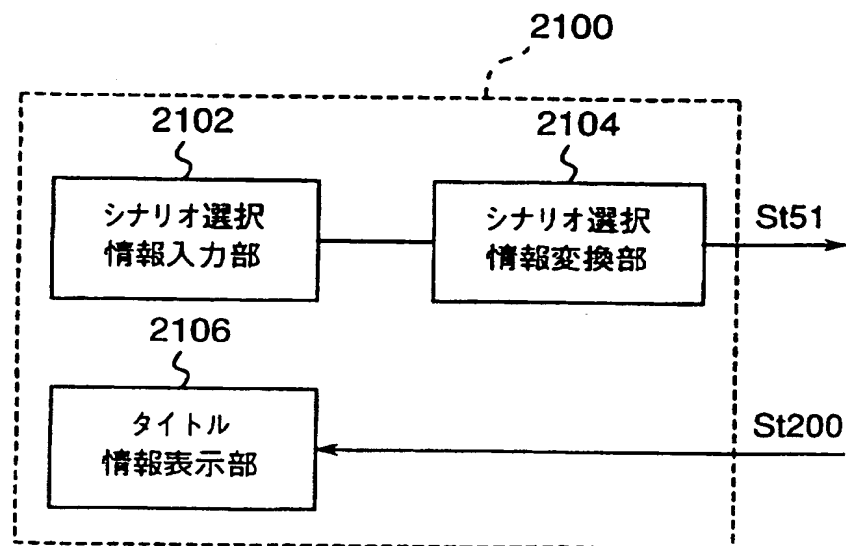 2100
2102
2104
シナリオ選択
情報入力部
シナリオ選択
情報変換部
St51
2106
タイトル
情報表示部
St200